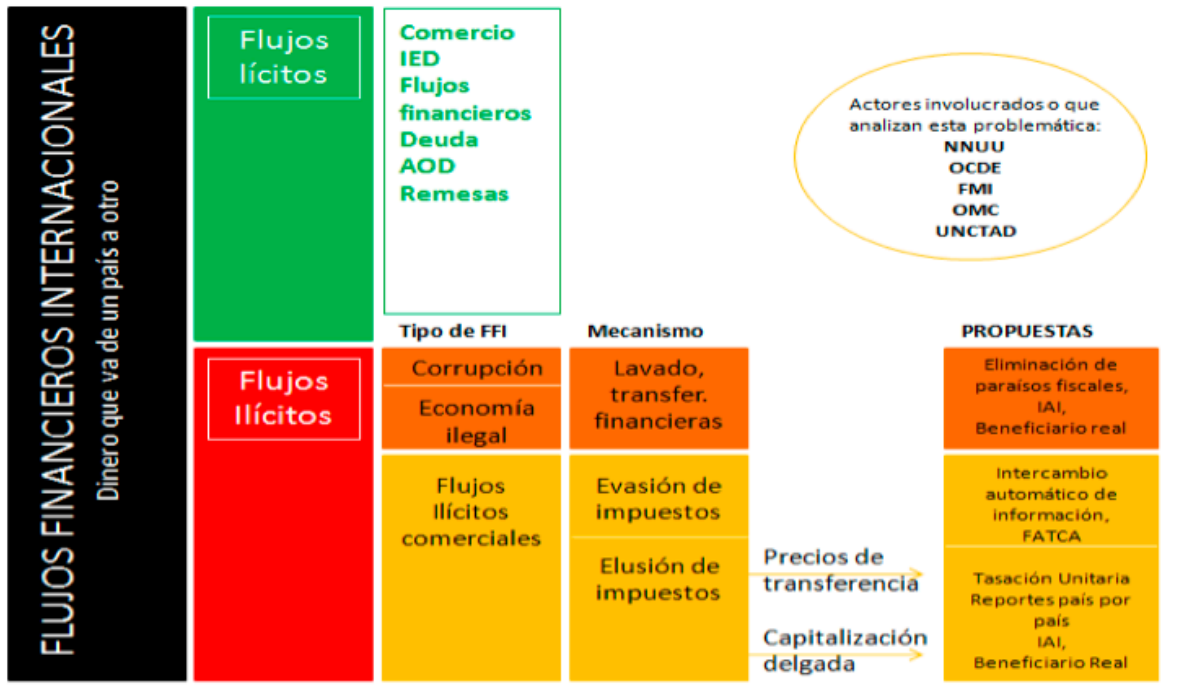 FLUJOS FINANCIEROS INTERNACIONALES
Dinero que va de un país a otro
Flujos
lícitos
Comercio
IED
Flujos
financieros
Deuda
AOD
Remesas
Actores involucrados o que
analizan esta problemática:
NNUU
OCDE
FMI
OMC
UNCTAD
Tipo de FFI
Mecanismo
PROPUESTAS
Flujos
Ilícitos
Corrupción
Economía
ilegal
Lavado,
transfer.
financieras
Eliminación de
paraísos fiscales,
IAI,
Beneficiario real
Flujos
Ilícitos
comerciales
Evasión de
impuestos
Intercambio
automático de
información,
FATCA
Elusión de
impuestos
Precios de
transferencia
Capitalización
delgada
Tasación Unitaria
Reportes país por
país
IAI,
Beneficiario Real